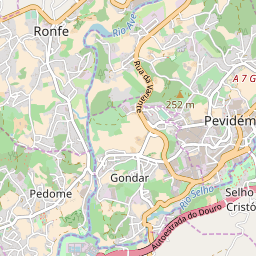 Ronfe
Rio Ave
Rua da Variante
A 7
252 m
Pevidém
Gondar
Pedome
Rio Selho
Selho
Cristó
Autoestrada do Douro